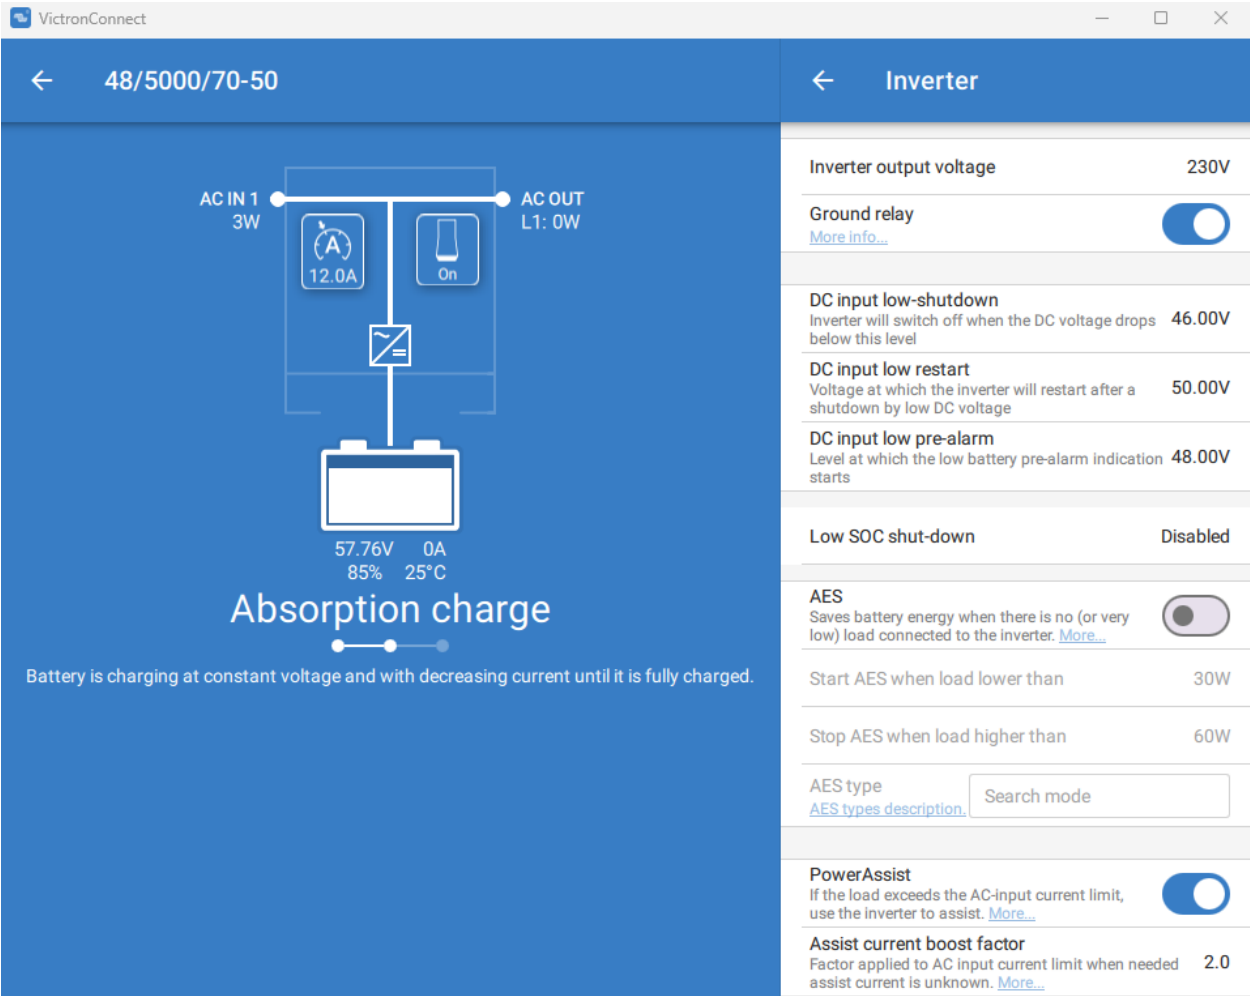 VictronConnect
48/5000/70-50
AC IN 1
3W
AC OUT
L1: 0W
A
12.0A
On
57.76V 0A
85% 25°C
Absorption charge
Battery is charging at constant voltage and with decreasing current until it is fully charged.
Inverter
Inverter output voltage 230V
Ground relay
More info...
DC input low-shutdown
Inverter will switch off when the DC voltage drops
below this level
46.00V
DC input low restart
Voltage at which the inverter will restart after a
shutdown by low DC voltage
50.00V
DC input low pre-alarm
Level at which the low battery pre-alarm indication
starts
48.00V
Low SOC shut-down Disabled
AES
Saves battery energy when there is no (or very
low) load connected to the inverter. More...
Start AES when load lower than 30W
Stop AES when load higher than 60W
AES type
AES types description.
Search mode
PowerAssist
If the load exceeds the AC-input current limit,
use the inverter to assist. More...
Assist current boost factor
Factor applied to AC input current limit when needed
assist current is unknown. More...
2.0